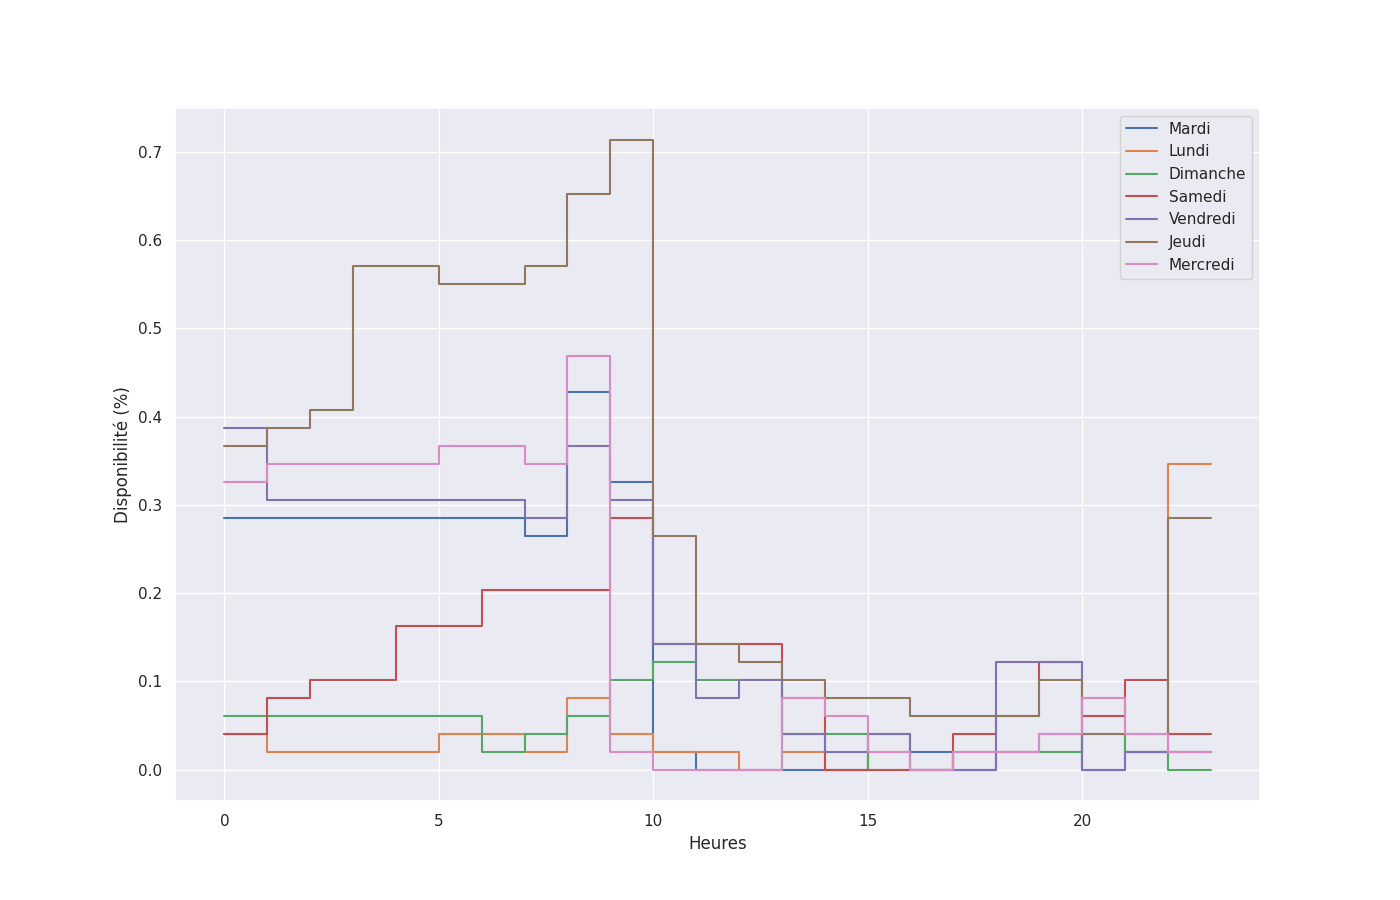 Mardi
Lundi
Dimanche
Samedi
Vendredi
Jeudi
Mercredi
0.7
0.6
0.5
0.4
0.3
0.2
0.1
0.0
Disponibilité (%)
0 5 10 15 20
Heures